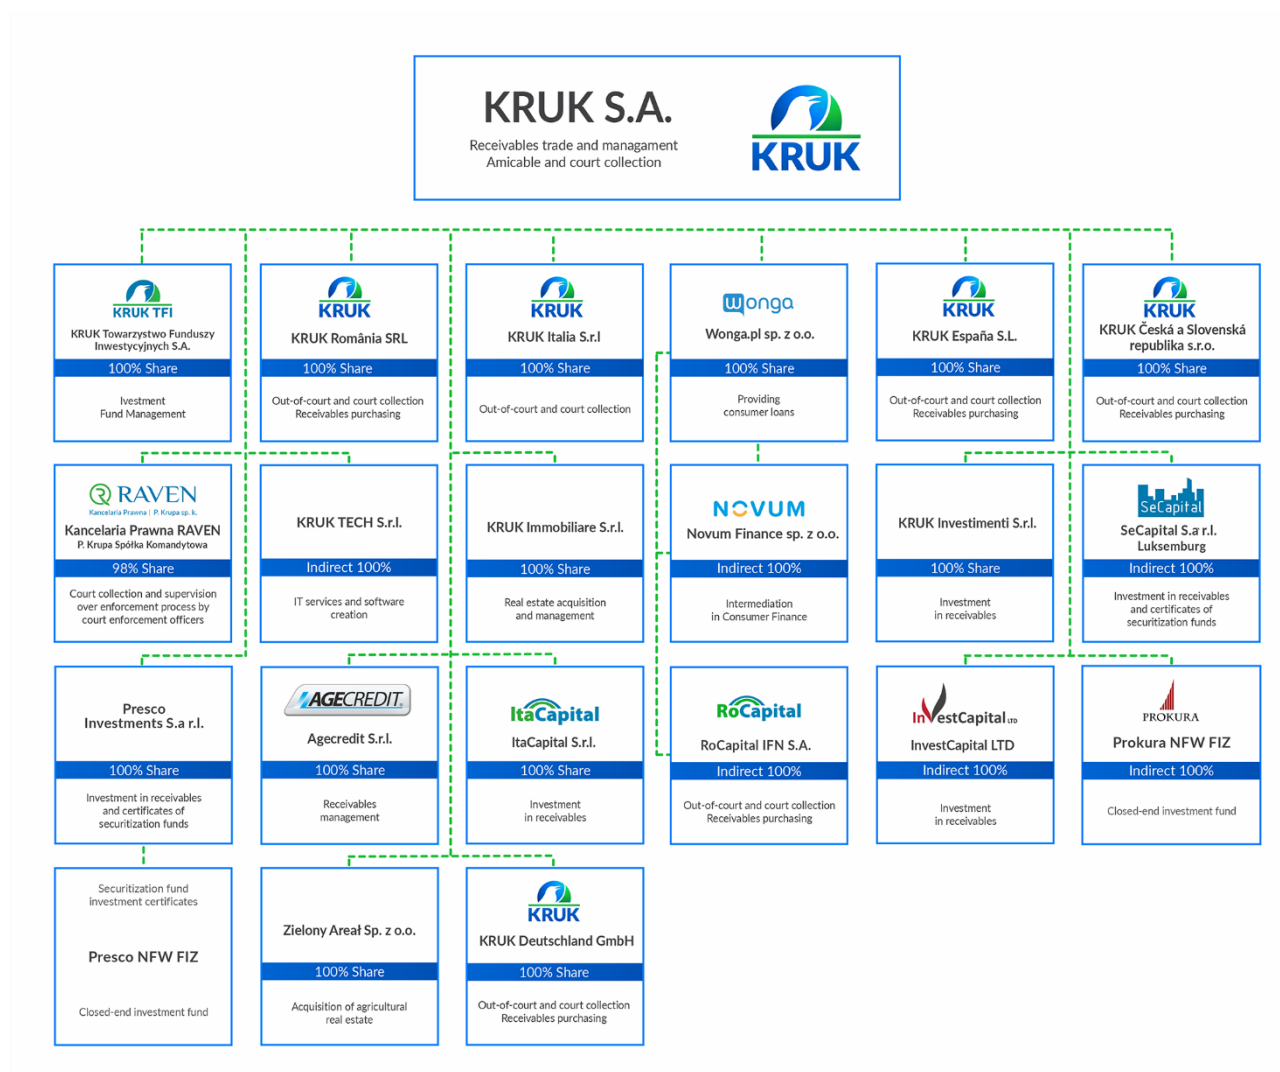 KRUK S.A.
Receivables trade and managament
Amicable and court collection
KRUK
KRUK TFI
KRUK Towarzystwo Funduszy
Inwestycyjnych S.A.
100% Share
Ivestment
Fund Management
KRUK
KRUK România SRL
100% Share
Out-of-court and court collection
Receivables purchasing
KRUK
KRUK Italia S.r.l
100% Share
Out-of-court and court collection
wonga
Wonga.pl sp. z o.o.
100% Share
Providing
consumer loans
KRUK
KRUK España S.L.
100% Share
Out-of-court and court collection
Receivables purchasing
KRUK
KRUK Česká a Slovenská
republika s.r.o.
100% Share
Out-of-court and court collection
Receivables purchasing
RAVEN
Kancelaria Prawna | P. Krupa sp. k.
Kancelaria Prawna RAVEN
P. Krupa Spółka Komandytowa
98% Share
Court collection and supervision
over enforcement process by
court enforcement officers
KRUK TECH S.r.l.
Indirect 100%
IT services and software
creation
KRUK Immobiliare S.r.l.
100% Share
Real estate acquisition
and management
NOVUM
Novum Finance sp. z o.o.
Indirect 100%
Intermediation
in Consumer Finance
KRUK Investimenti S.r.l.
100% Share
Investment
in receivables
SeCapital
SeCapital S.a r.l.
Luksemburg
Indirect 100%
Investment in receivables
and certificates of
securitization funds
Presco
Investments S.a r.l.
100% Share
Investment in receivables
and certificates of
securitization funds
AGECREDIT
Agecredit S.r.l.
100% Share
Receivables
management
ItaCapital
ItaCapital S.r.l.
100% Share
Investment
in receivables
RoCapital
RoCapital IFN S.A.
Indirect 100%
Out-of-court and court collection
Receivables purchasing
InvestCapital LTD
InvestCapital LTD
Indirect 100%
Investment
in receivables
PROKURA
Prokura NFW FIZ
Indirect 100%
Closed-end investment fund
Securitization fund
investment certificates
Presco NFW FIZ
Closed-end investment fund
Zielony Areał Sp. z o.o.
100% Share
Acquisition of agricultural
real estate
KRUK
KRUK Deutschland GmbH
100% Share
Out-of-court and court collection
Receivables purchasing